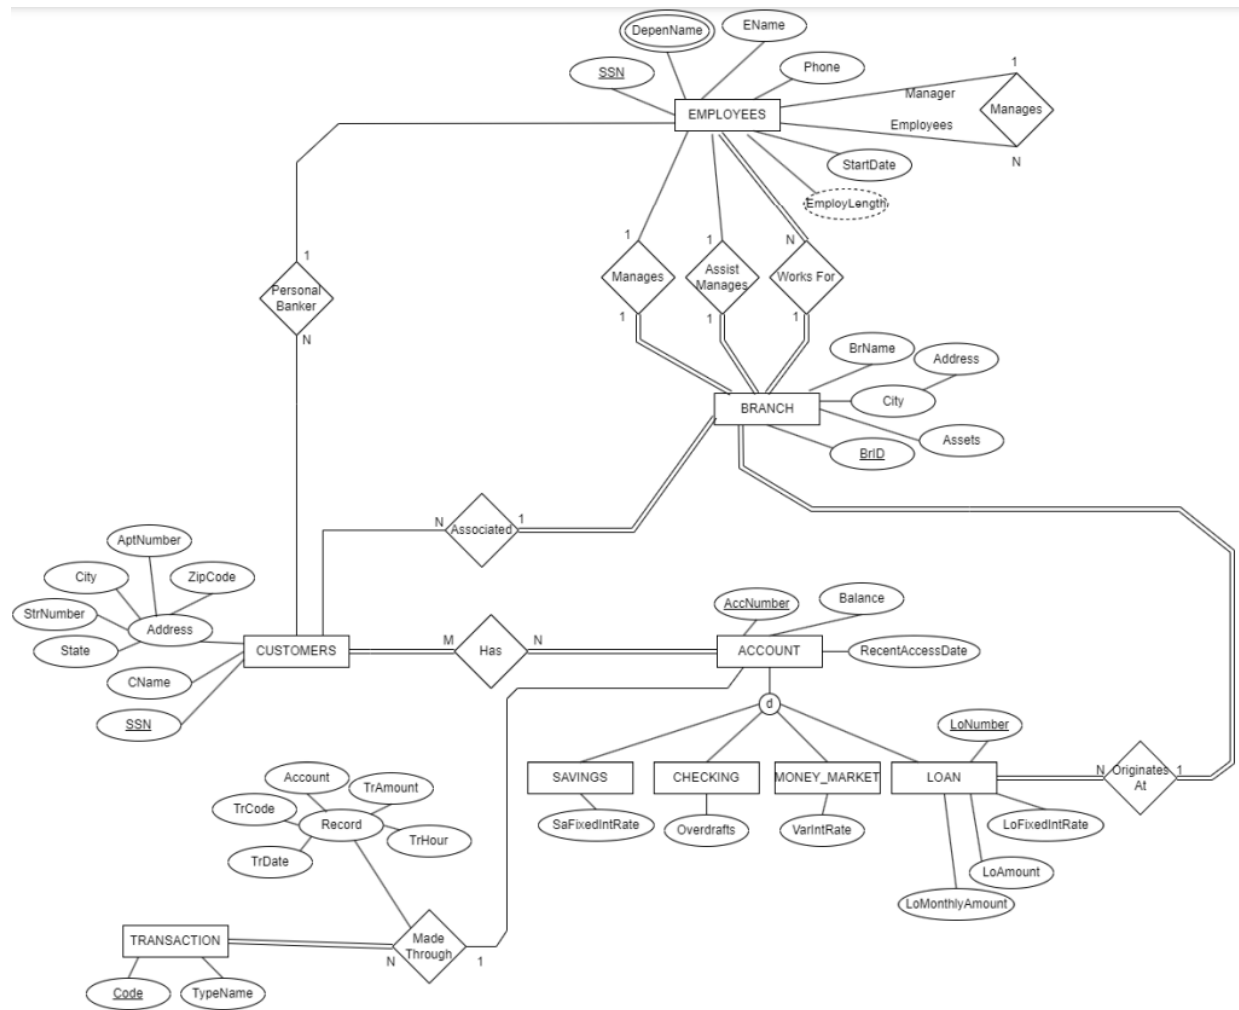 DepenName
EName
SSN
Phone
1
Manager
EMPLOYEES
Manages
Employees
N
StartDate
EmployLength
1
1
N
Manages
Assist
Manages
Works For
1
1
1
1
Personal
Banker
N
BrName
Address
City
BRANCH
Assets
BrID
N
Associated
1
AptNumber
City
ZipCode
StrNumber
Address
State
CUSTOMERS
CName
SSN
M
Has
N
AccNumber
Balance
ACCOUNT
RecentAccessDate
d
LoNumber
SAVINGS
CHECKING
MONEY_MARKET
LOAN
N
Originates
At
1
SaFixedIntRate
Overdrafts
VarIntRate
LoFixedIntRate
LoAmount
LoMonthlyAmount
Account
TrAmount
TrCode
Record
TrHour
TrDate
TRANSACTION
Made
Through
N
1
Code
TypeName